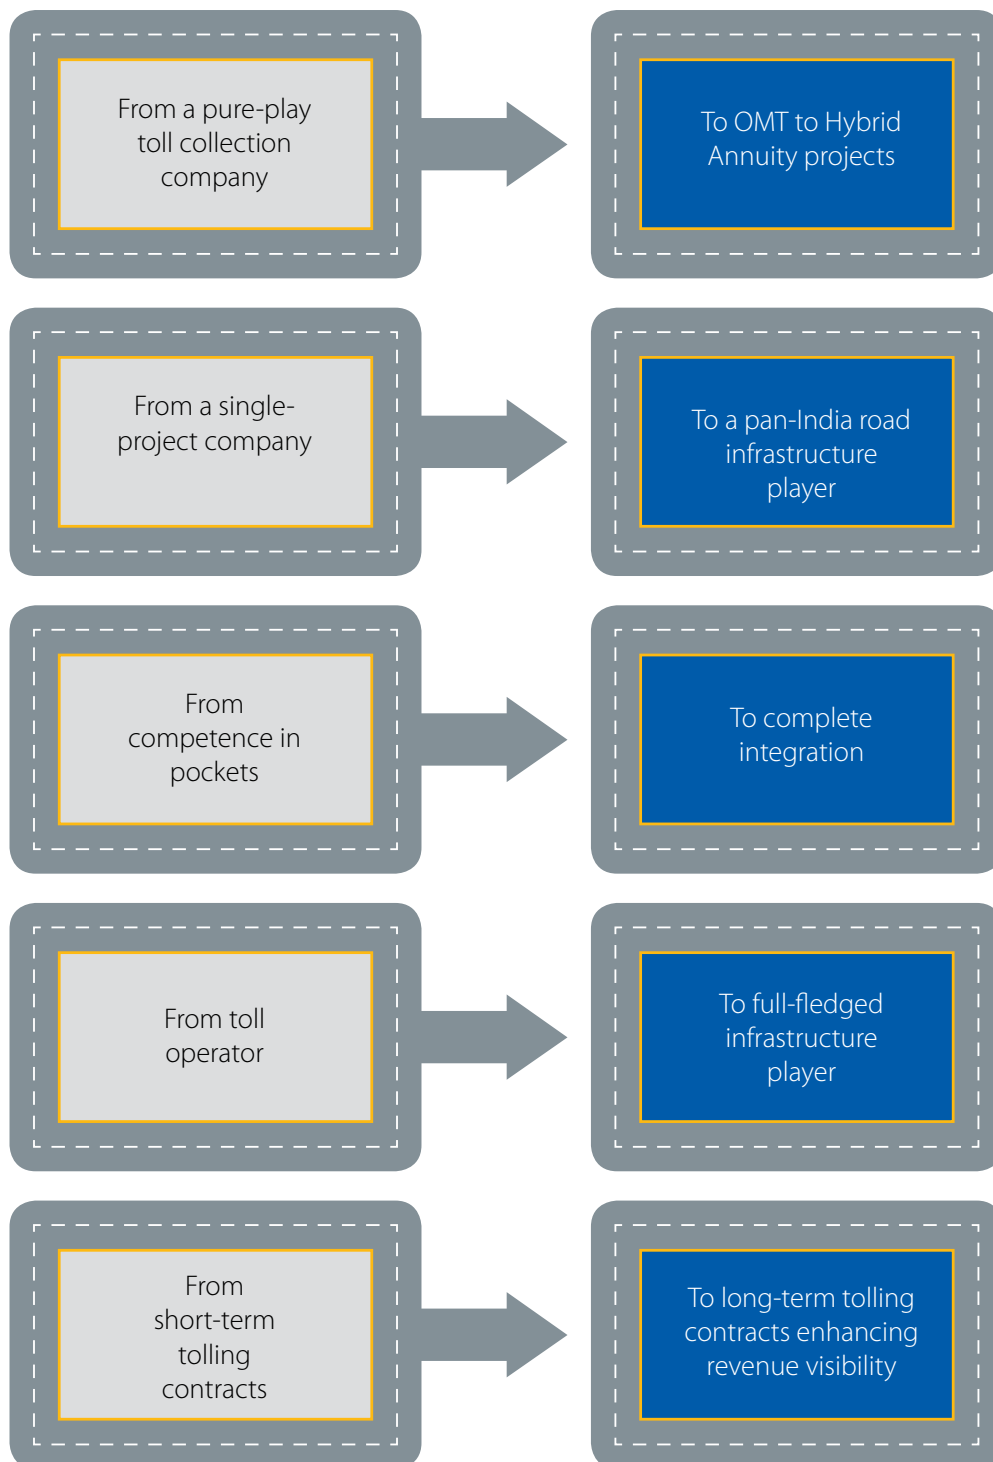 From a pure-play
toll collection
company
To OMT to Hybrid
Annuity projects
From a single-
project company
To a pan-India road
infrastructure
player
From
competence in
pockets
To complete
integration
From toll
operator
To full-fledged
infrastructure
player
From
short-term
tolling
contracts
To long-term tolling
contracts enhancing
revenue visibility